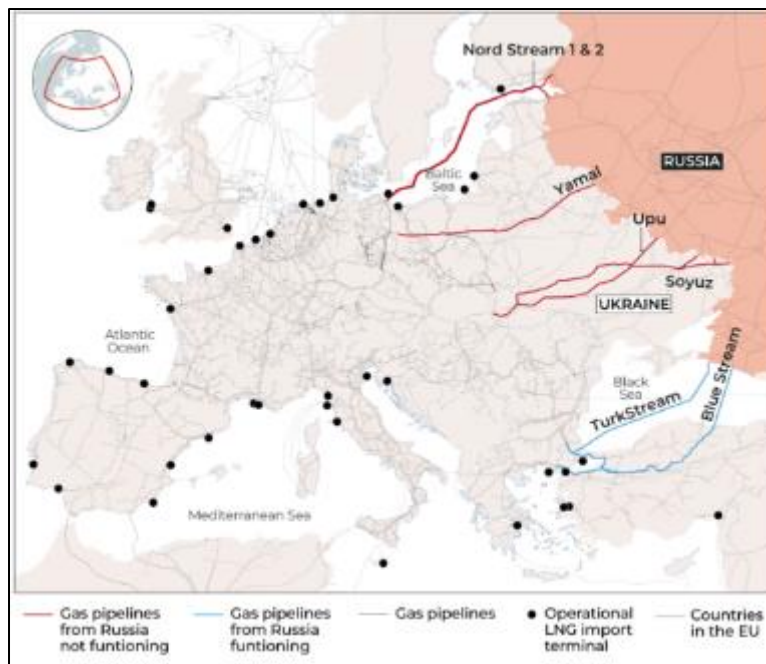 Nord Stream 1 & 2
RUSSIA
Baltic
Sea
Yamal
Upu
Soyuz
UKRAINE
Atlantic
Ocean
Black
Sea
TurkStream
Blue Stream
Mediterranean Sea
Gas pipelines
from Russia
not funtioning
Gas pipelines
from Russia
funtioning
Gas pipelines
Operational
LNG import
terminal
Countries
in the EU